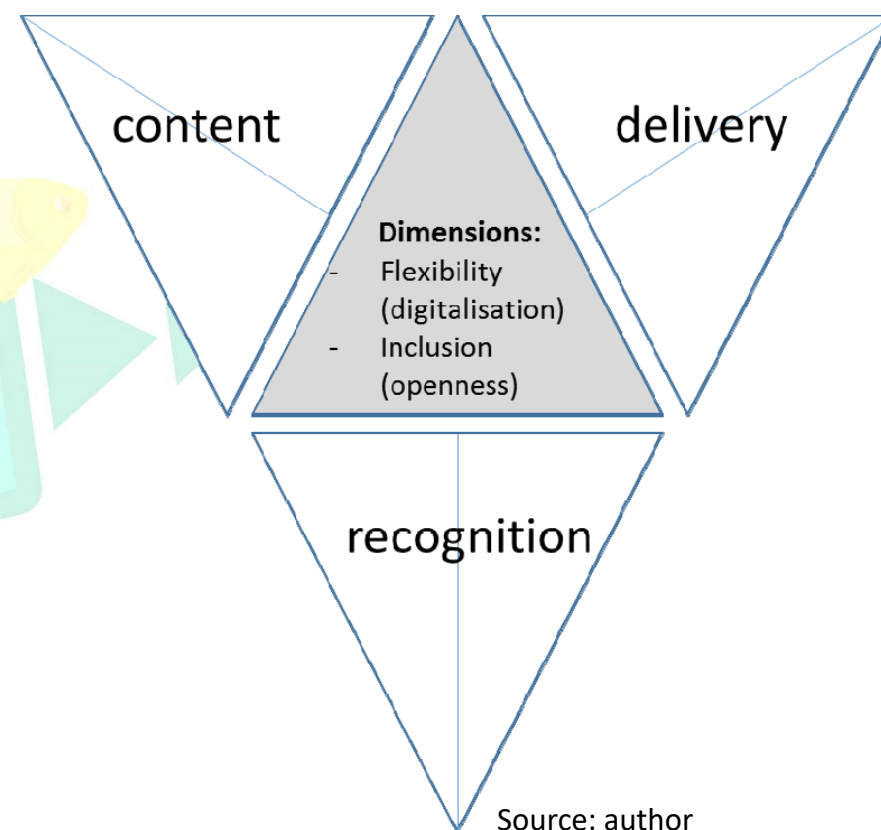 content
delivery
Dimensions:
- Flexibility
(digitalisation)
- Inclusion
(openness)
recognition
Source: author